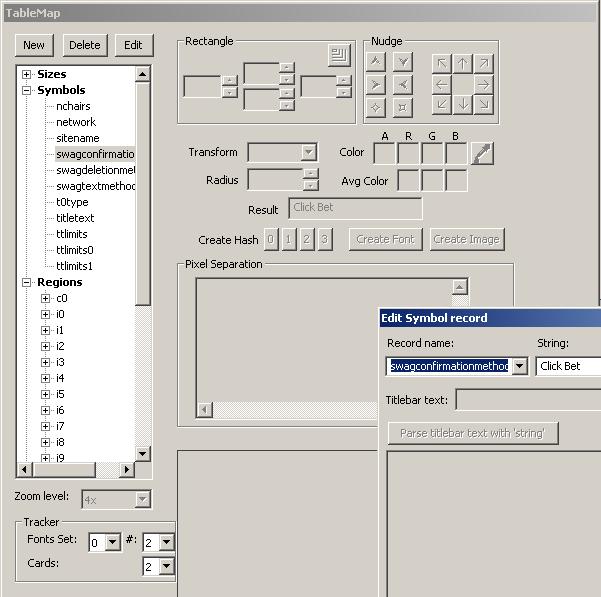 TableMap
New Delete Edit
Sizes
Symbols
nchairs
network
sitename
swagconfirmatio
swagdeletionme
swagtextmethoc
t0type
titletext
ttlimits
ttlimits0
ttlimits1
Regions
c0
i0
i1
i2
i3
i4
i5
i6
i7
i8
i9
Zoom level: 4x
Tracker
Fonts Set: 0 #: 2
Cards: 2
Rectangle
Nudge
A R G B
Transform Color
Radius Avg Color
Result Click Bet
Create Hash 0 1 2 3 Create Font Create Image
Pixel Separation
Edit Symbol record
Record name: String:
swagconfirmationmethod Click Bet
Titlebar text:
Parse titlebar text with 'string'